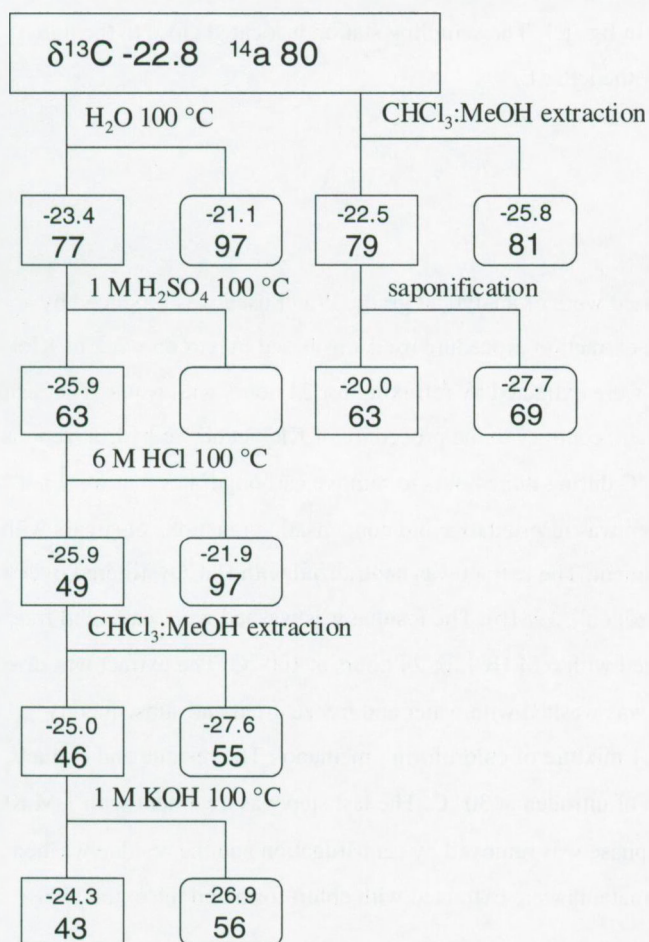 δ¹³C -22.8 ¹⁴a 80
H₂O 100 °C
CHCl₃:MeOH extraction
-23.4 -21.1 -22.5 -25.8
77 97 79 81
1 M H₂SO₄ 100 °C saponification
-25.9 -20.0 -27.7
63 63 69
6 M HCl 100 °C
-25.9 -21.9
49 97
CHCl₃:MeOH extraction
-25.0 -27.6
46 55
1 M KOH 100 °C
-24.3 -26.9
43 56